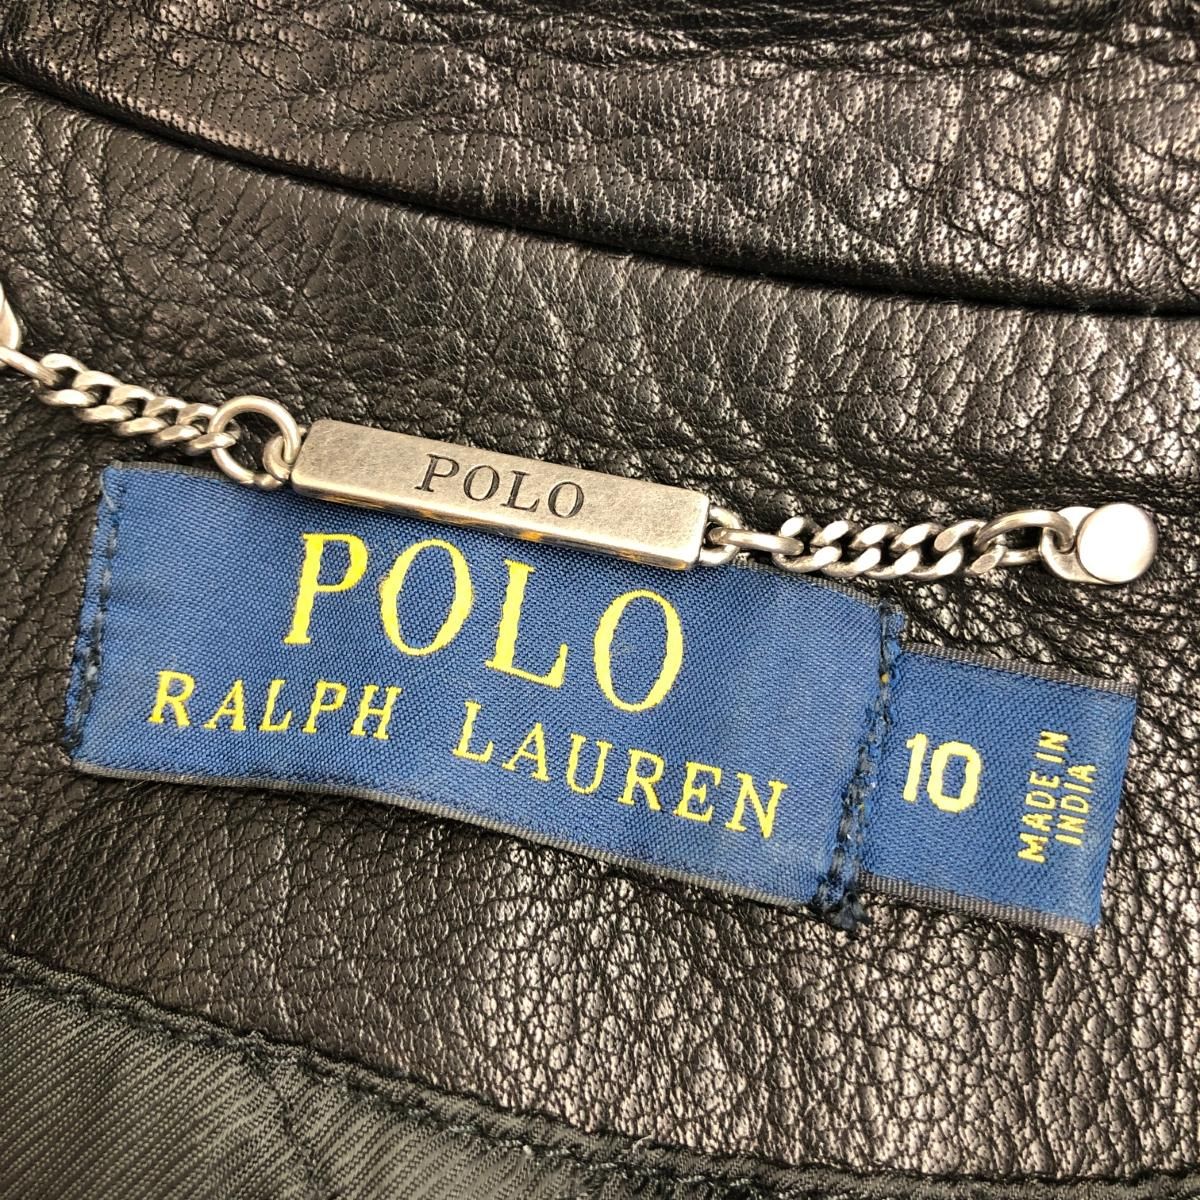 POLO
POLO
RALPH LAUREN
10
MADE IN
INDIA